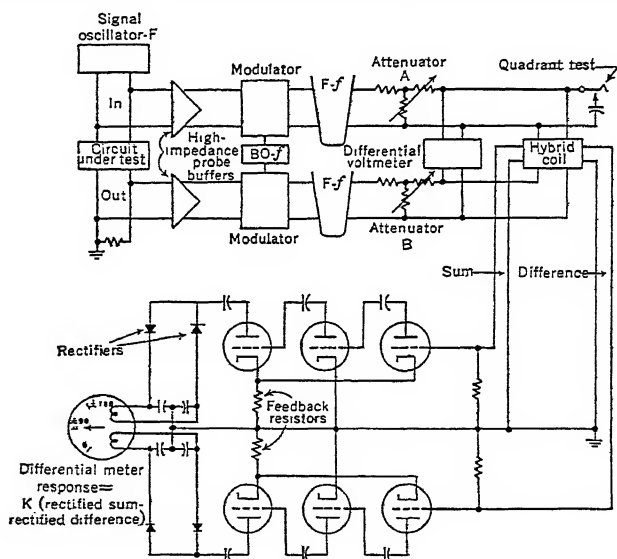 Signal
oscillator-F
In
Circuit
under test
Out
High-
impedance
probe
buffers
Modulator
BO-f
Modulator
F-f
F-f
Attenuator
A
Differential
voltmeter
Attenuator
B
Quadrant test
Hybrid
coil
Sum
Difference
Rectifiers
Feedback
resistors
Differential meter
response=
K (rectified sum-
rectified difference)